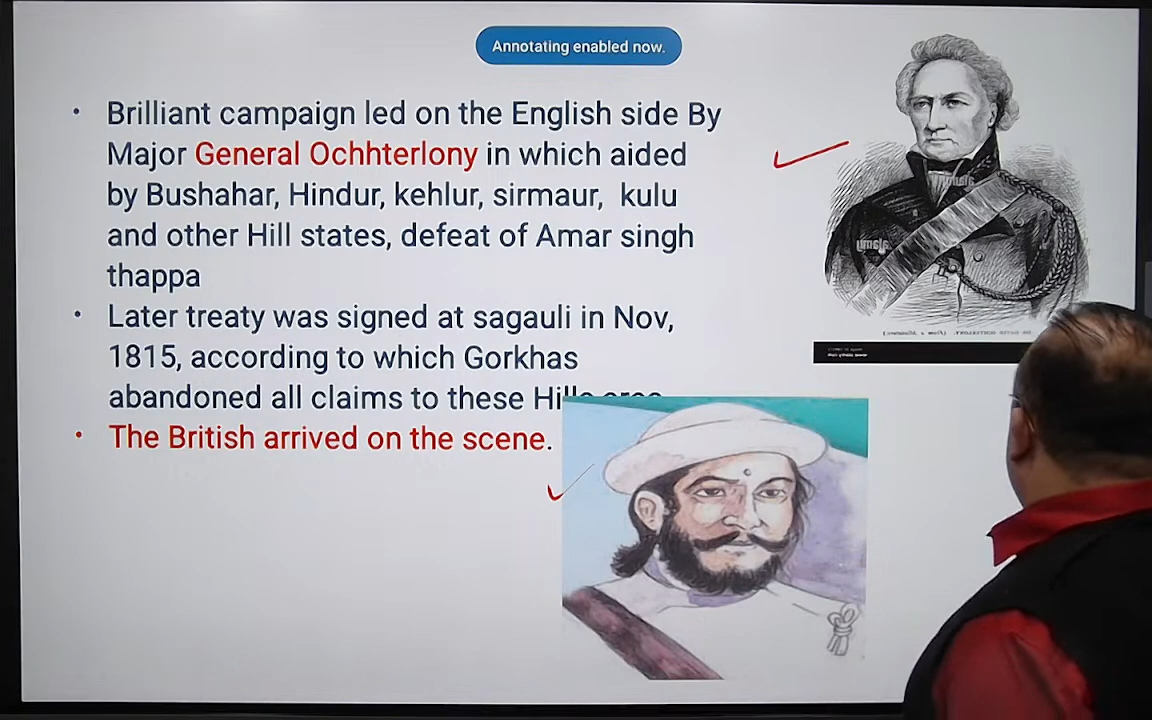 Annotating enabled now.
Brilliant campaign led on the English side By
Major General Ochhterlony in which aided
by Bushahar, Hindur, kehlur, sirmaur, kulu
and other Hill states, defeat of Amar singh
thappa
Later treaty was signed at sagauli in Nov,
1815, according to which Gorkhas
abandoned all claims to these Hills area
The British arrived on the scene.